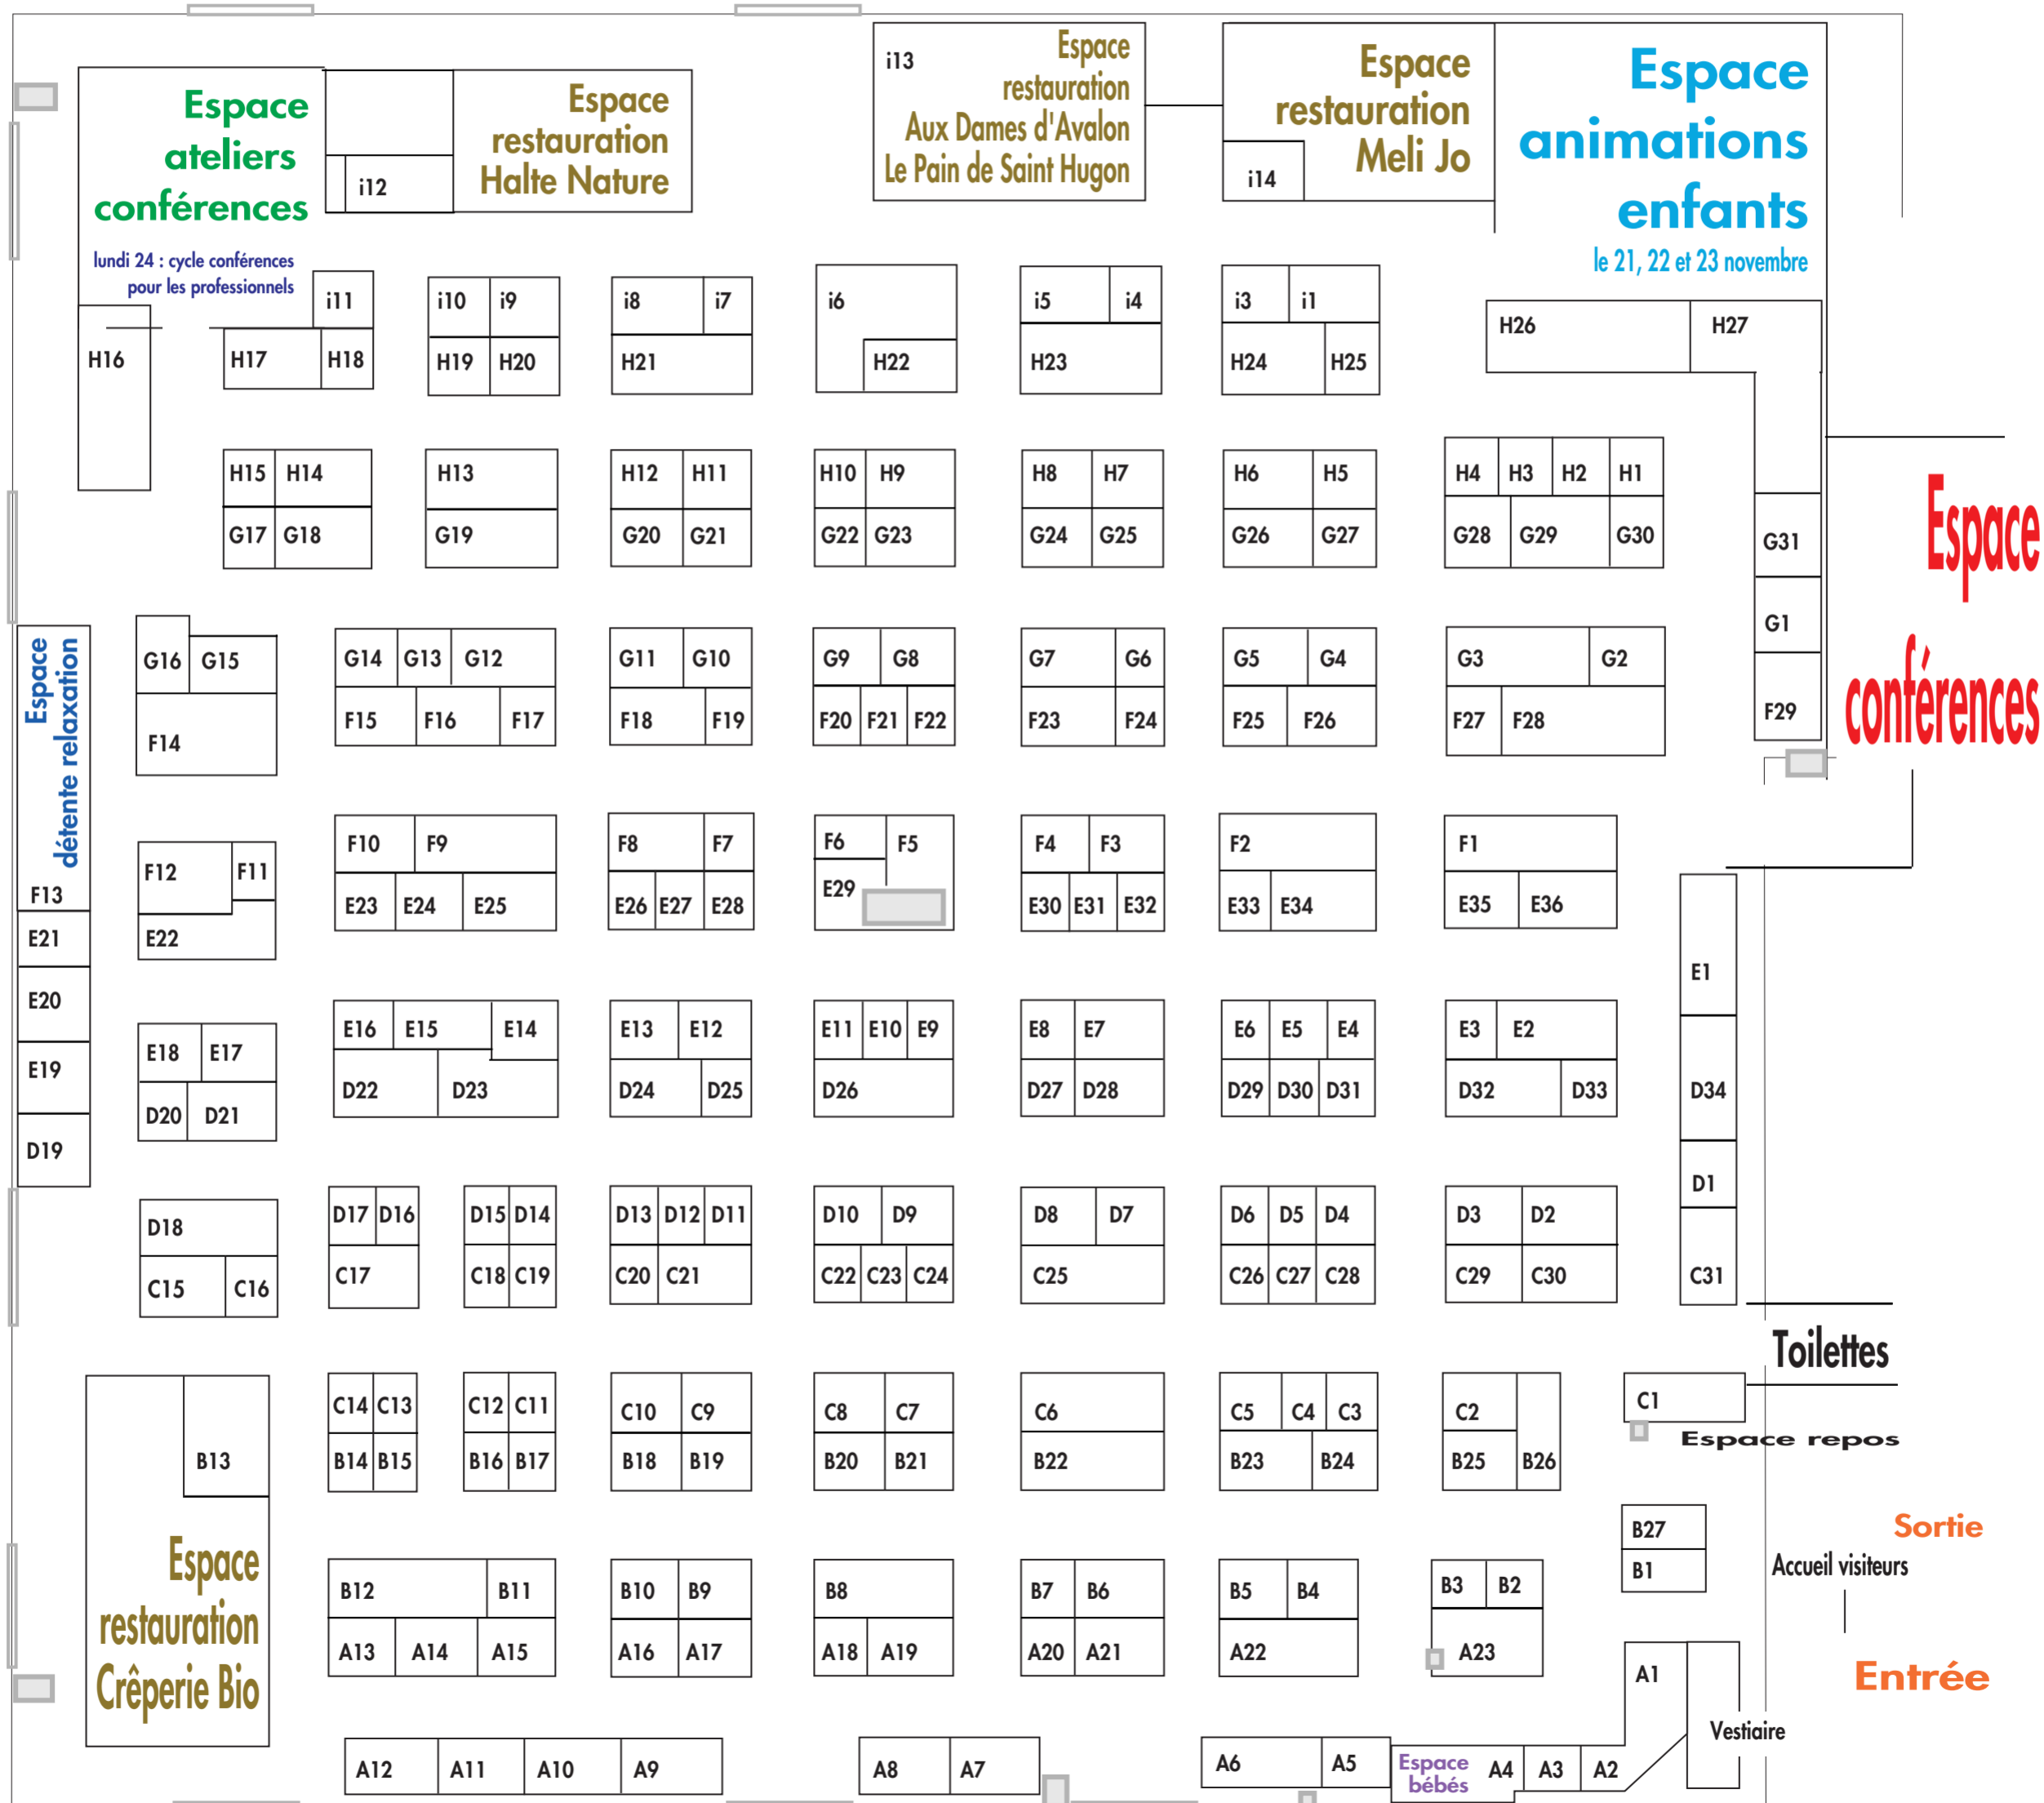 Espace
ateliers
conférences
lundi 24 : cycle conférences
pour les professionnels
i12
Espace
restauration
Halte Nature
i13
Espace
restauration
Aux Dames d'Avalon
Le Pain de Saint Hugon
Espace
restauration
Meli Jo
i14
Espace
animations
enfants
le 21, 22 et 23 novembre
i11
i10 i9
i8 i7
i6
i5 i4
i3 i1
H26 H27
H16
H17 H18
H19 H20
H21
H22
H23
H24 H25
H15 H14
H13
H12 H11
H10 H9
H8 H7
H6 H5
H4 H3 H2 H1
G17 G18
G19
G20 G21
G22 G23
G24 G25
G26 G27
G28 G29 G30
G31
Espace
conférences
G1
F29
Espace
détente relaxation
F13
G16 G15
G14 G13 G12
G11 G10
G9 G8
G7 G6
G5 G4
G3 G2
F14
F15 F16 F17
F18 F19
F20 F21 F22
F23 F24
F25 F26
F27 F28
F12 F11
F10 F9
F8 F7
F6 F5
F4 F3
F2
F1
E21
E22
E23 E24 E25
E26 E27 E28
E29
E30 E31 E32
E33 E34
E35 E36
E1
E20
E19
D19
E18 E17
E16 E15 E14
E13 E12
E11 E10 E9
E8 E7
E6 E5 E4
E3 E2
D20 D21
D22 D23
D24 D25
D26
D27 D28
D29 D30 D31
D32 D33
D34
D1
C31
D18
D17 D16
D15 D14
D13 D12 D11
D10 D9
D8 D7
D6 D5 D4
D3 D2
C15 C16
C17
C18 C19
C20 C21
C22 C23 C24
C25
C26 C27 C28
C29 C30
Toilettes
C14 C13
C12 C11
C10 C9
C8 C7
C6
C5 C4 C3
C2
C1
Espace repos
B13
B14 B15
B16 B17
B18 B19
B20 B21
B22
B23 B24
B25 B26
B27
B1
Sortie
Accueil visiteurs
Entrée
Espace
restauration
Crêperie Bio
B12 B11
B10 B9
B8
B7 B6
B5 B4
B3 B2
A13 A14 A15
A16 A17
A18 A19
A20 A21
A22
A23
A1
Vestiaire
A12 A11 A10 A9
A8 A7
A6 A5
Espace
bébés
A4 A3 A2